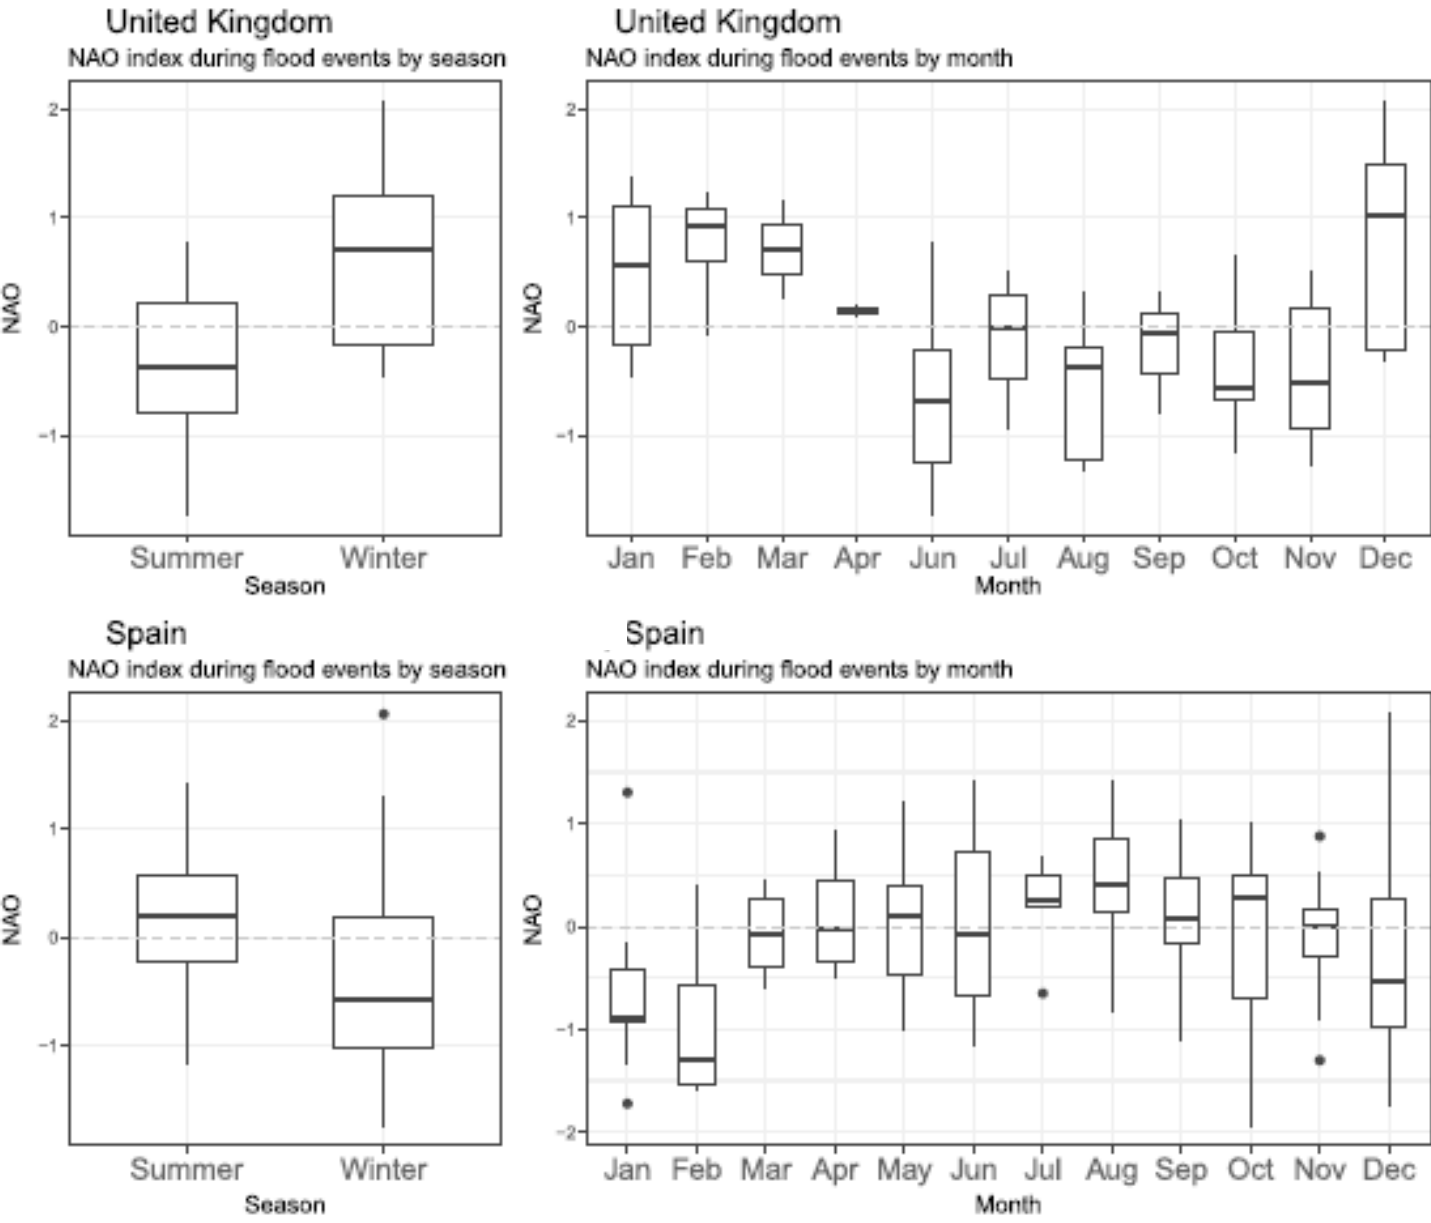 United Kingdom
NAO index during flood events by season
2
1
0
−1
NAO
Summer Winter
Season
United Kingdom
NAO index during flood events by month
2
1
0
−1
NAO
Jan Feb Mar Apr Jun Jul Aug Sep Oct Nov Dec
Month
Spain
NAO index during flood events by season
2
1
0
−1
NAO
Summer Winter
Season
Spain
NAO index during flood events by month
2
1
0
−1
−2
NAO
Jan Feb Mar Apr May Jun Jul Aug Sep Oct Nov Dec
Month